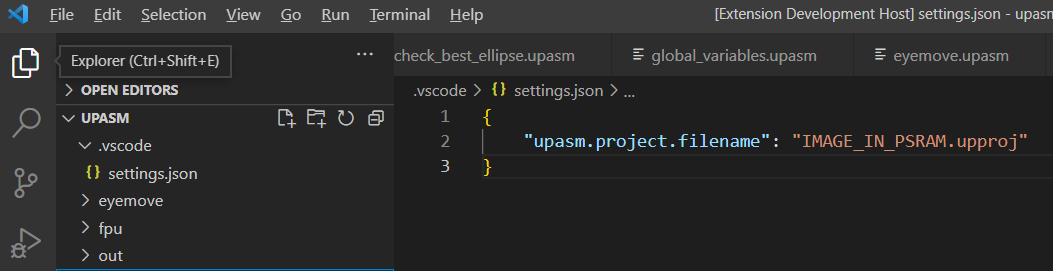 File Edit Selection View Go Run Terminal Help [Extension Development Host] settings.json - upasm
Explorer (Ctrl+Shift+E) ...
check_best_ellipse.upasm global_variables.upasm eyemove.upasm
OPEN EDITORS
.vscode > {} settings.json > ...
UPASM
1 {
.vscode
2 "upasm.project.filename": "IMAGE_IN_PSRAM.upproj"
{} settings.json
3 }
eyemove
fpu
out